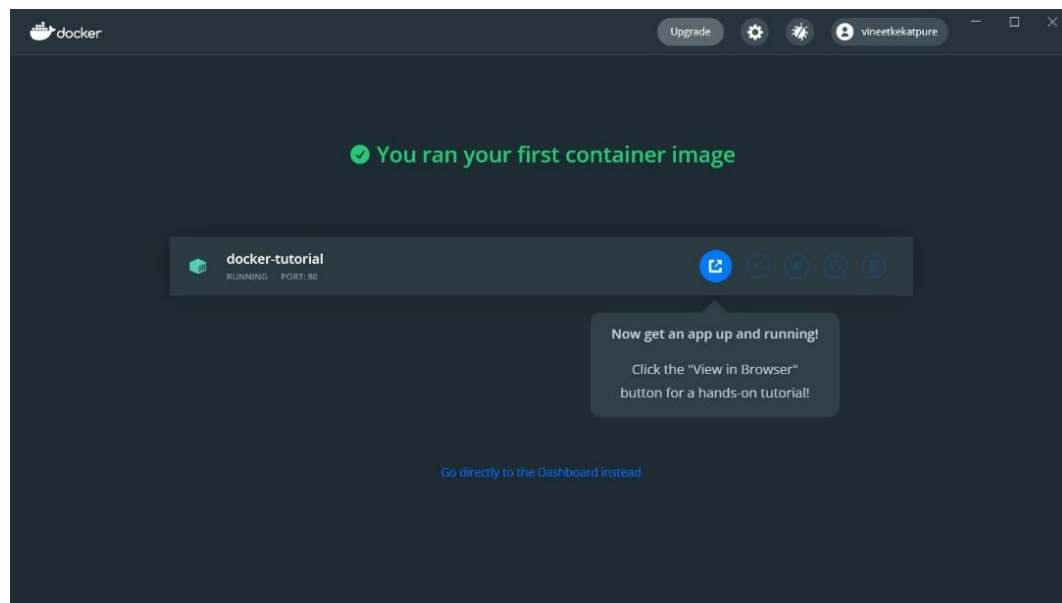 docker
Upgrade
vineetkekatpure
You ran your first container image
docker-tutorial
RUNNING PORT: 80
Now get an app up and running!
Click the "View in Browser"
button for a hands-on tutorial!
Go directly to the Dashboard instead